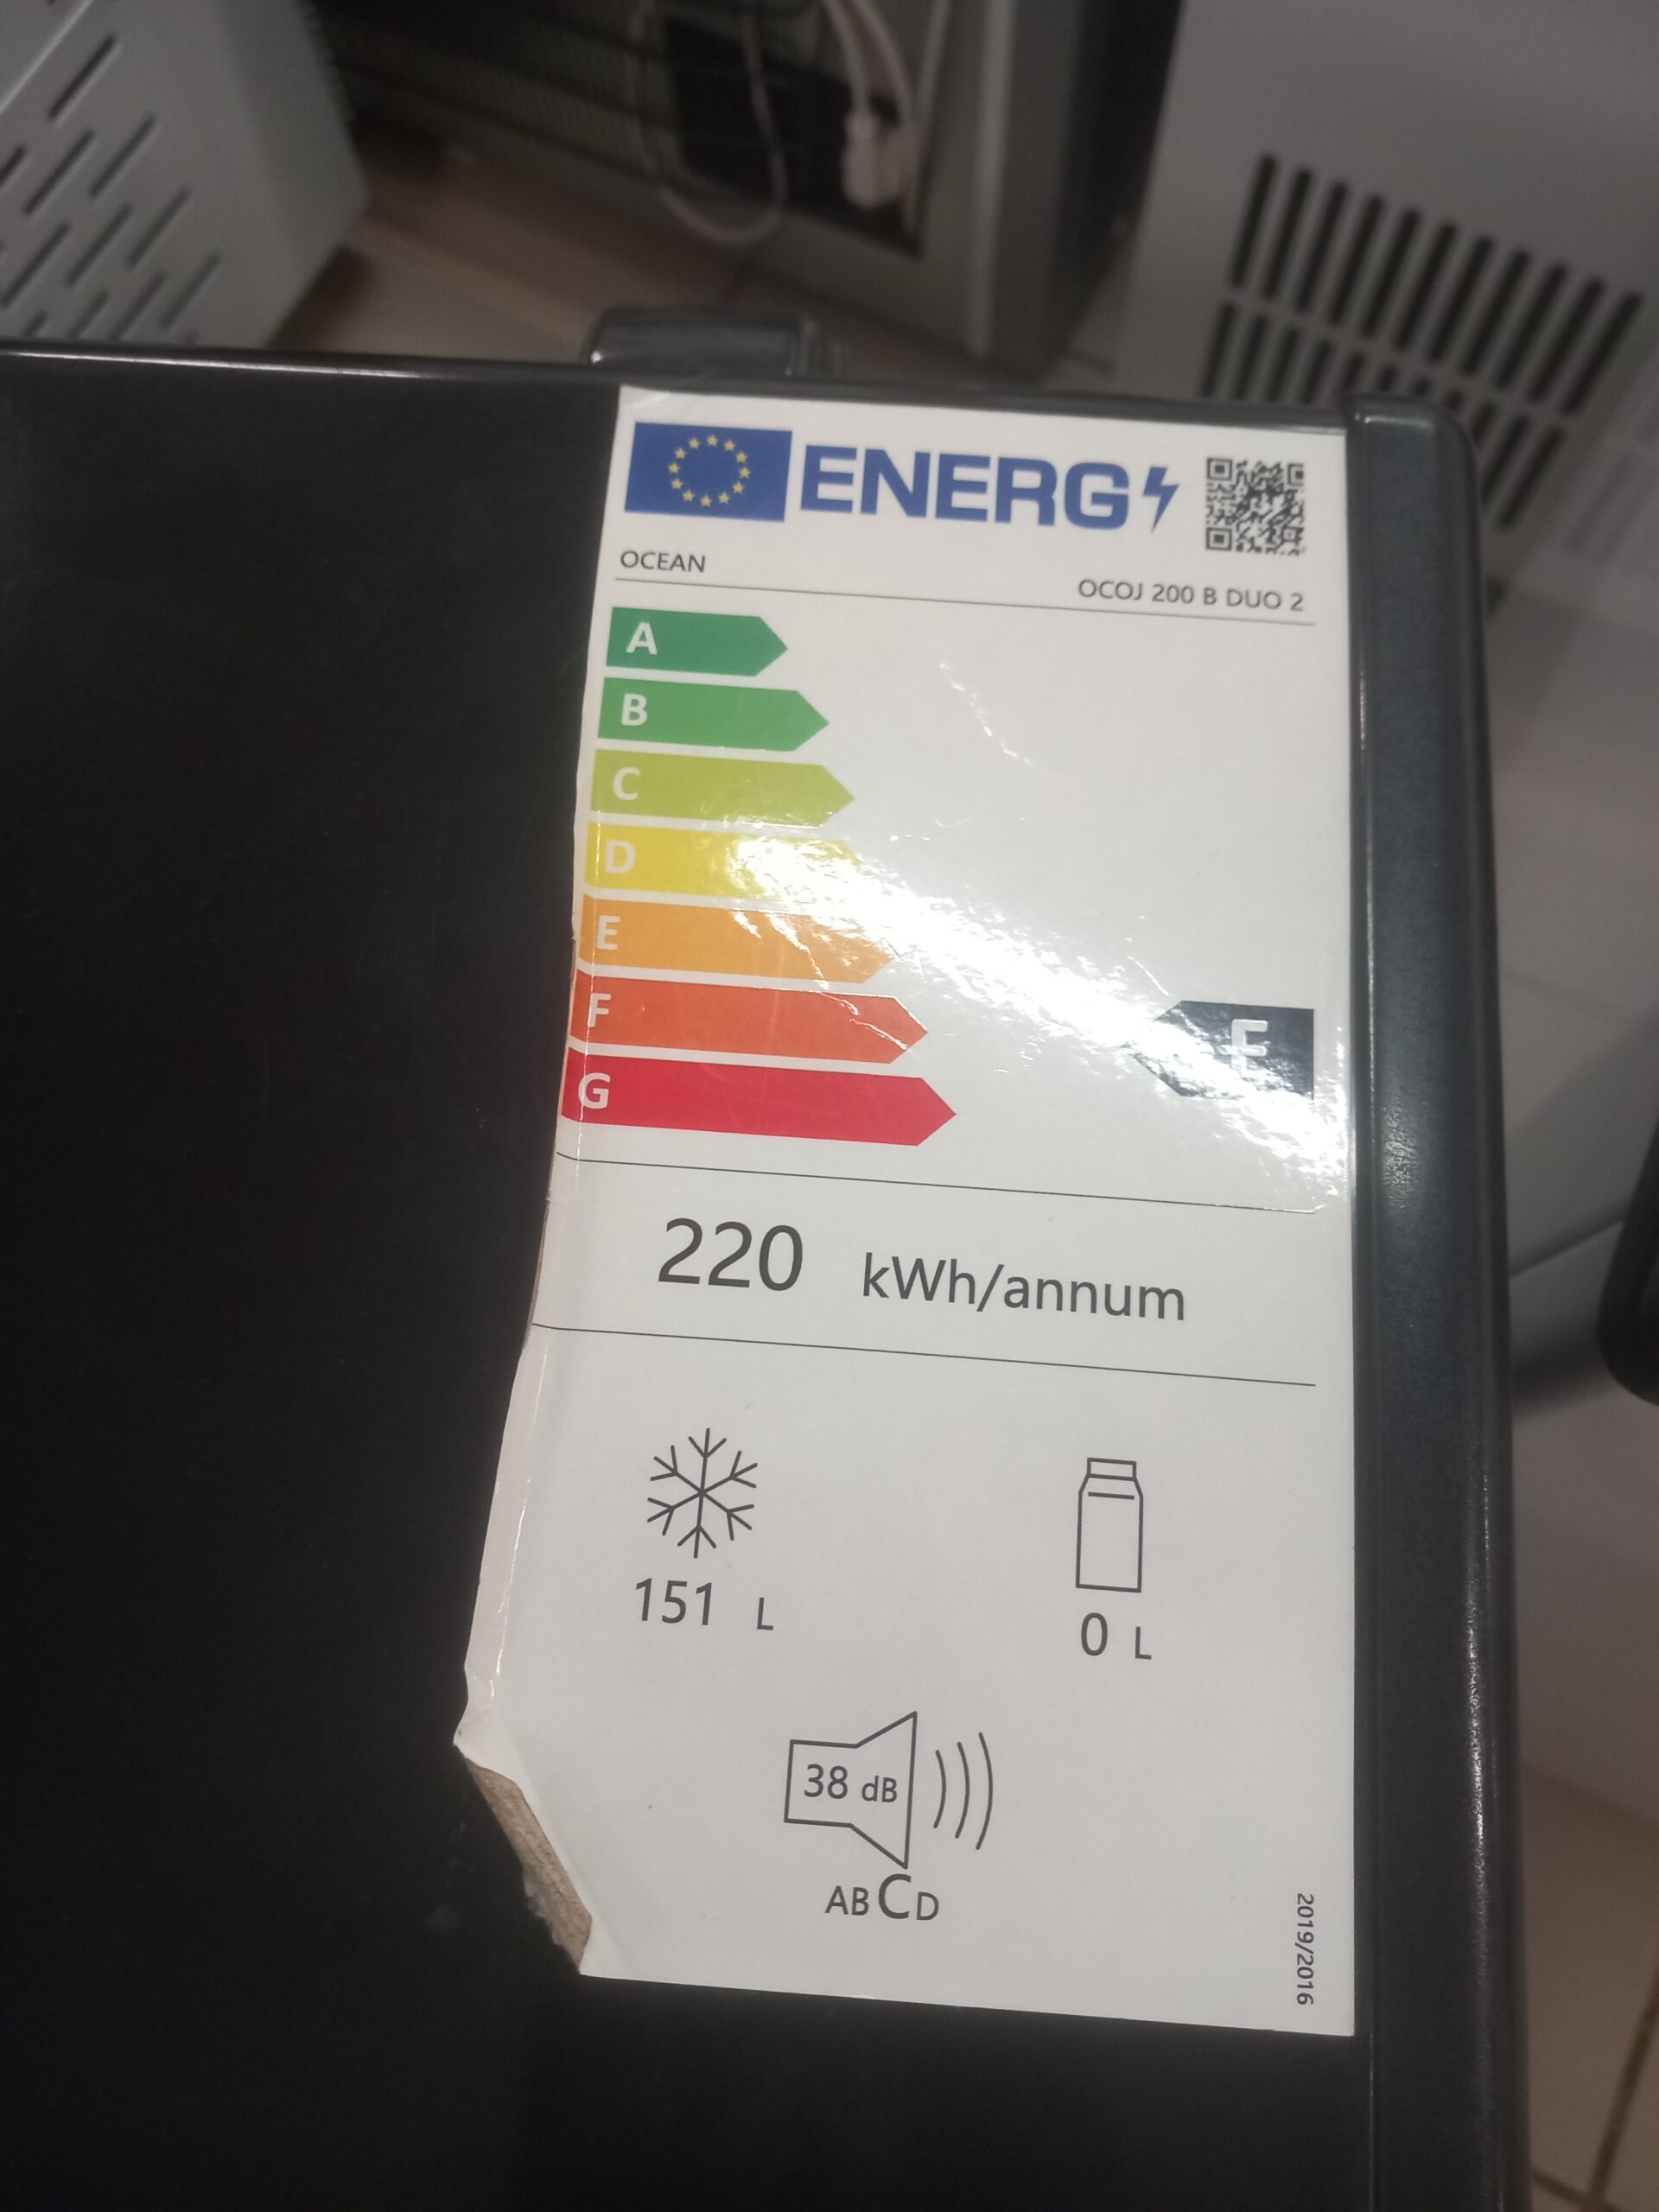 ENERG
OCEAN
OCOJ 200 B DUO 2
A
B
C
D
E
F
G
F
220 kWh/annum
151 L
0 L
38 dB
ABCD
2019/2016